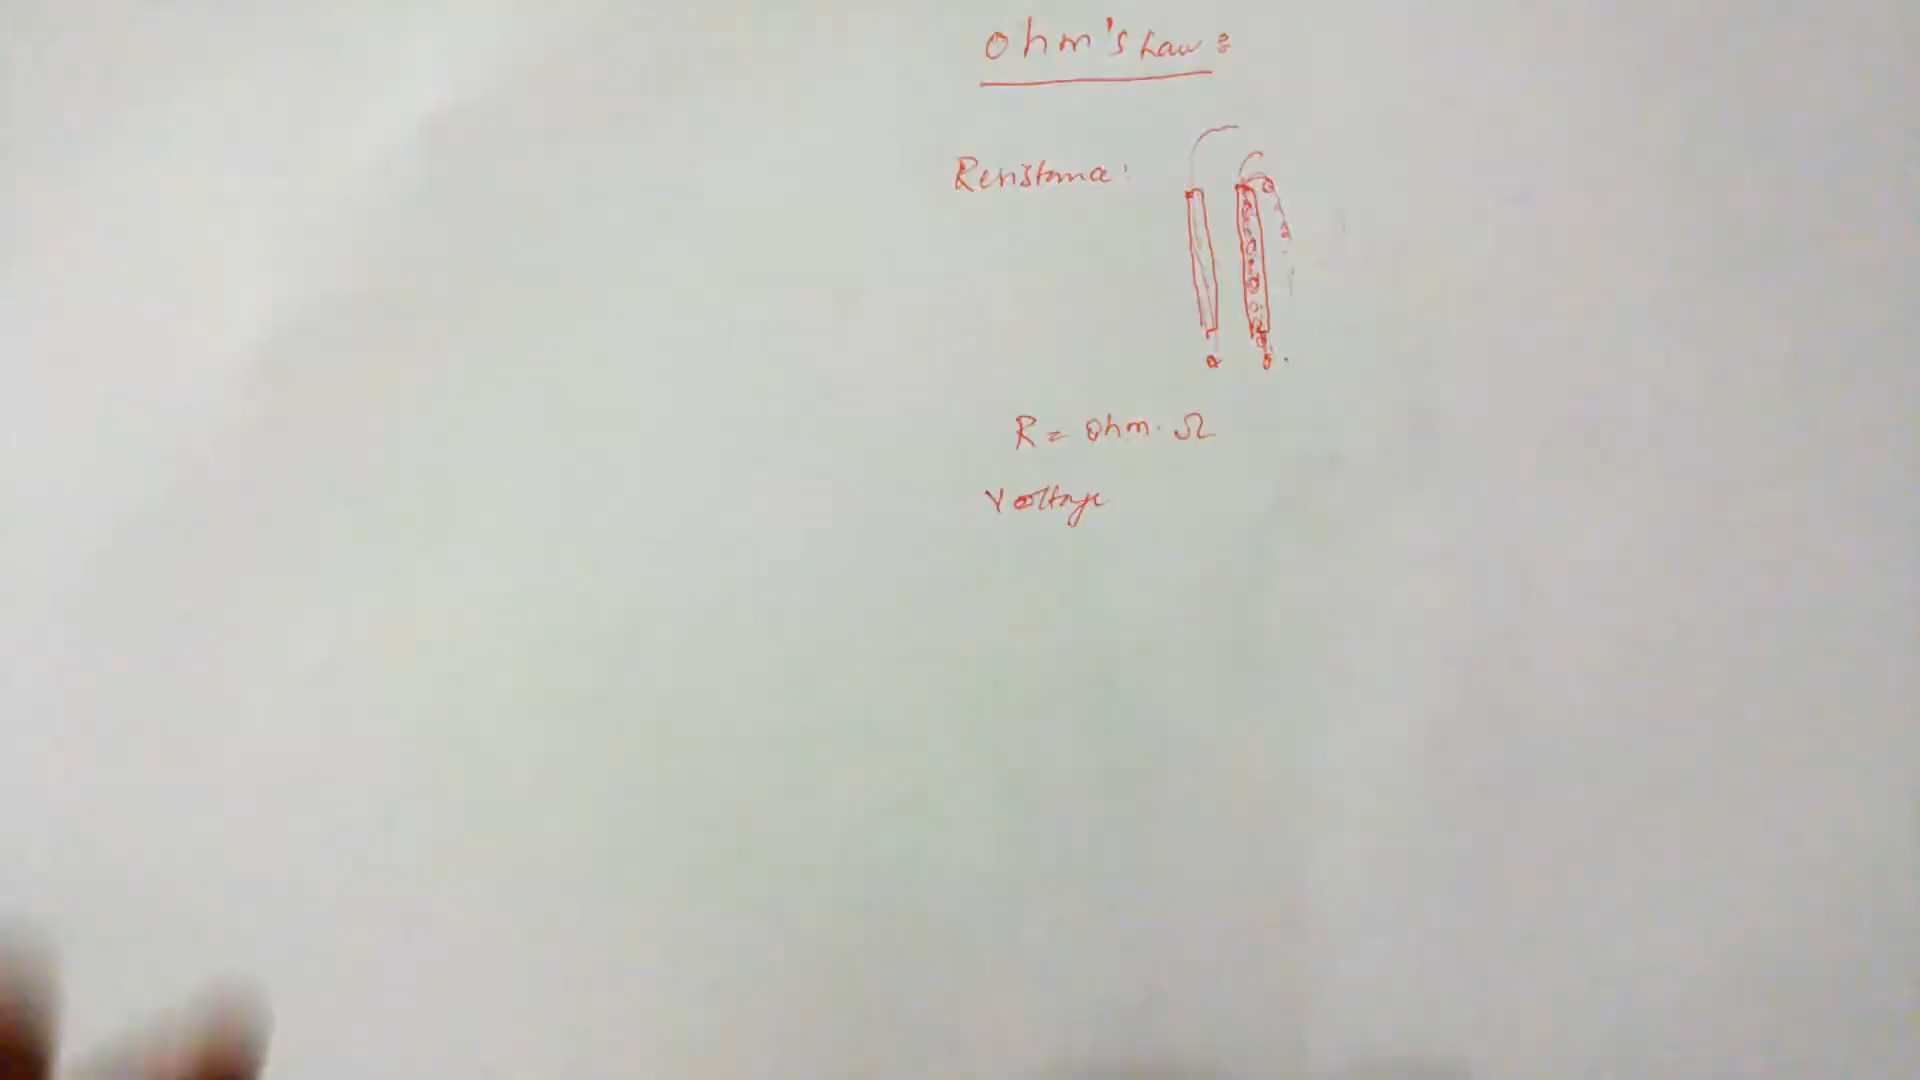 ohm's Law:
Resistance:
R = ohm. Ω
Voltage